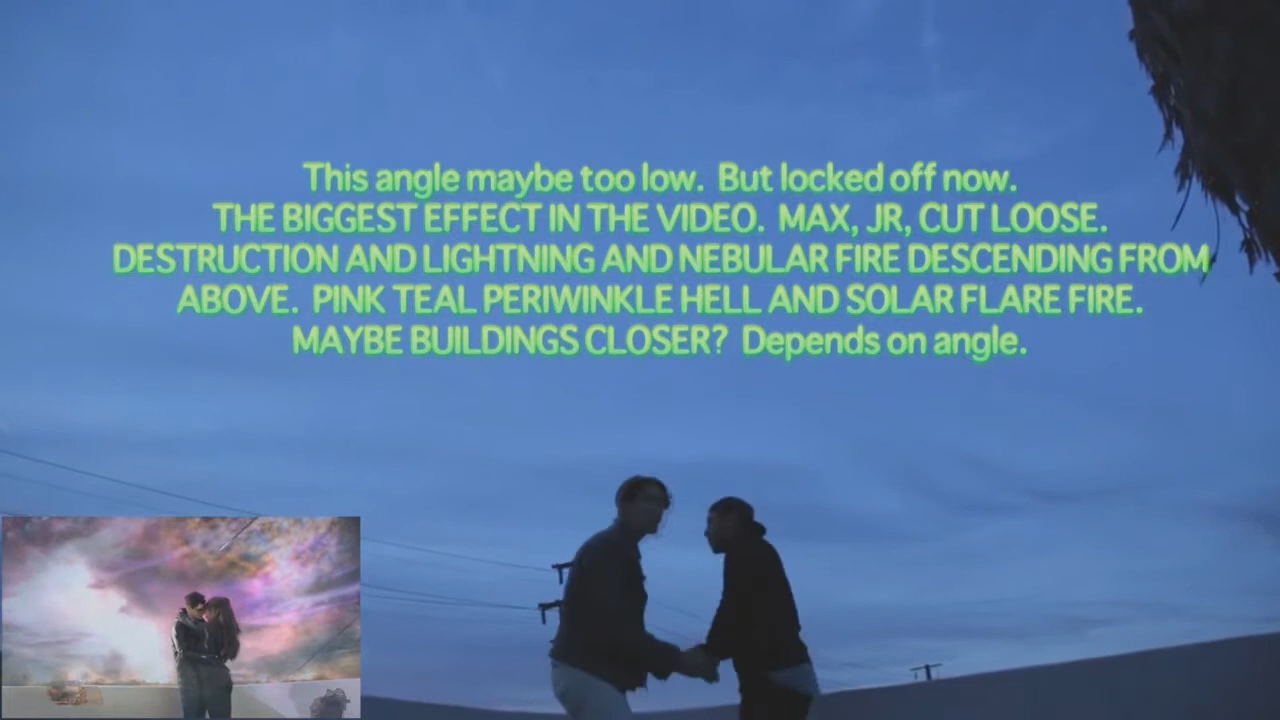 This angle maybe too low.  But locked off now.
THE BIGGEST EFFECT IN THE VIDEO.  MAX, JR, CUT LOOSE.
DESTRUCTION AND LIGHTNING AND NEBULAR FIRE DESCENDING FROM
ABOVE.  PINK TEAL PERIWINKLE HELL AND SOLAR FLARE FIRE.
MAYBE BUILDINGS CLOSER?  Depends on angle.